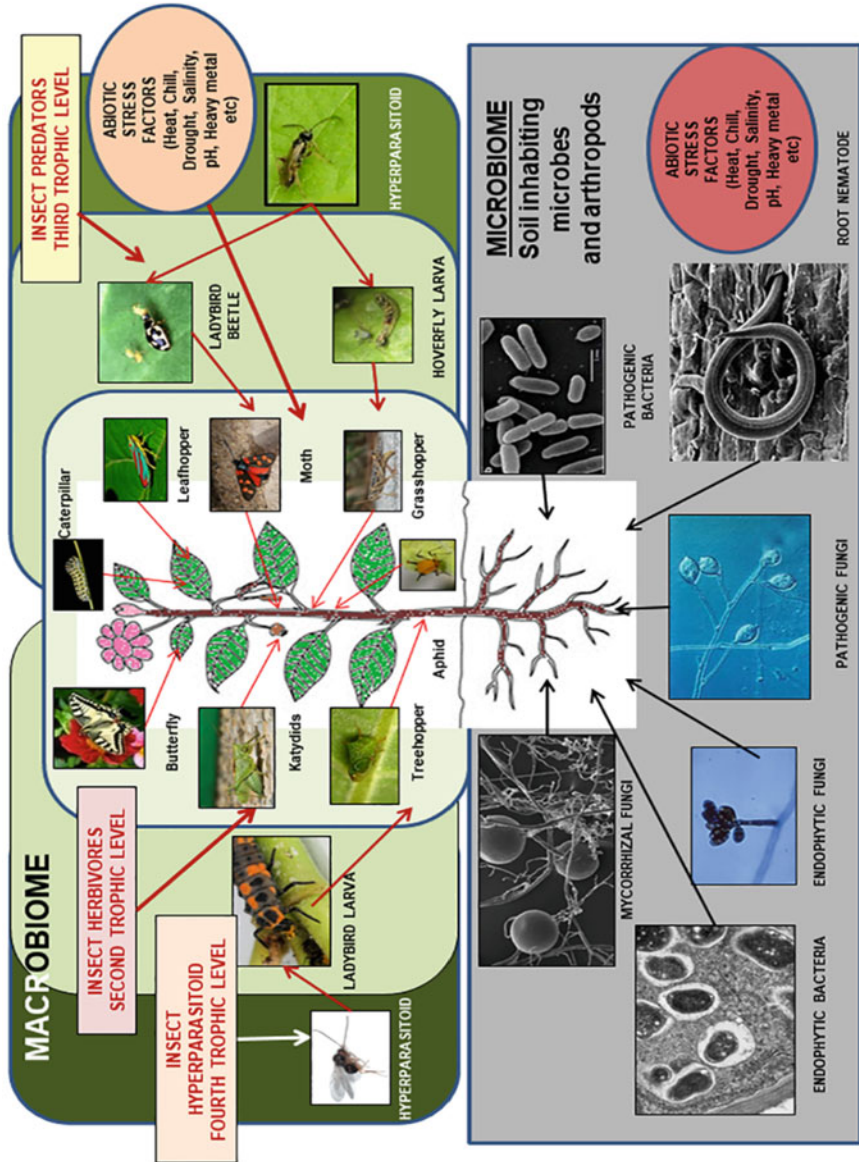 MACROBIOME
INSECT PREDATORS
THIRD TROPHIC LEVEL
ABIOTIC
STRESS
FACTORS
(Heat, Chill,
Drought, Salinity,
pH, Heavy metal
etc)
INSECT HERBIVORES
SECOND TROPHIC LEVEL
INSECT
HYPERPARASITOID
FOURTH TROPHIC LEVEL
HYPERPARASITOID
LADYBIRD LARVA
Butterfly
Katydids
Treehopper
Aphid
Caterpillar
Leafhopper
Moth
Grasshopper
LADYBIRD
BEETLE
HOVERFLY LARVA
HYPERPARASITOID
MICROBIOME
Soil inhabiting
microbes
and arthropods
ABIOTIC
STRESS
FACTORS
(Heat, Chill,
Drought, Salinity,
pH, Heavy metal
etc)
MYCORRHIZAL FUNGI
b
PATHOGENIC
BACTERIA
ENDOPHYTIC BACTERIA
ENDOPHYTIC FUNGI
PATHOGENIC FUNGI
ROOT NEMATODE